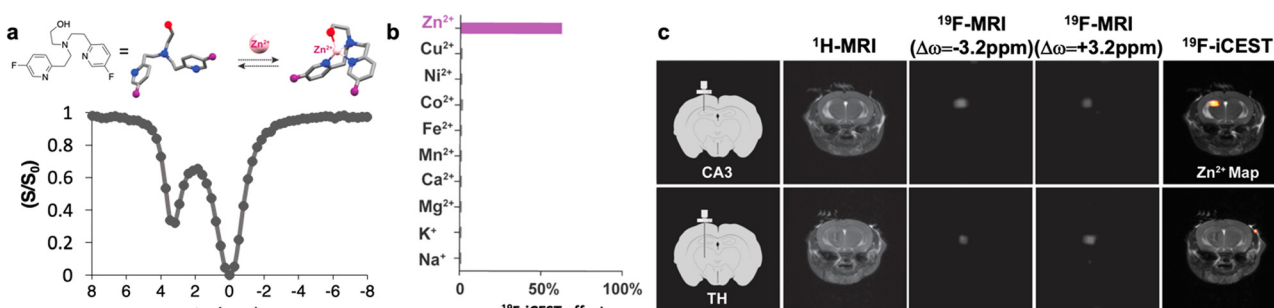 a
OH
N
N
N
F
F
=
Zn²⁺
Zn²⁺
(S/S₀)
1
0.8
0.6
0.4
0.2
0
8 6 4 2 0 -2 -4 -6 -8
b
Zn²⁺
Cu²⁺
Ni²⁺
Co²⁺
Fe²⁺
Mn²⁺
Ca²⁺
Mg²⁺
K⁺
Na⁺
0 50% 100%
c
¹H-MRI
¹⁹F-MRI
(Δω=-3.2ppm)
¹⁹F-MRI
(Δω=+3.2ppm)
¹⁹F-iCEST
CA3
Zn²⁺ Map
TH